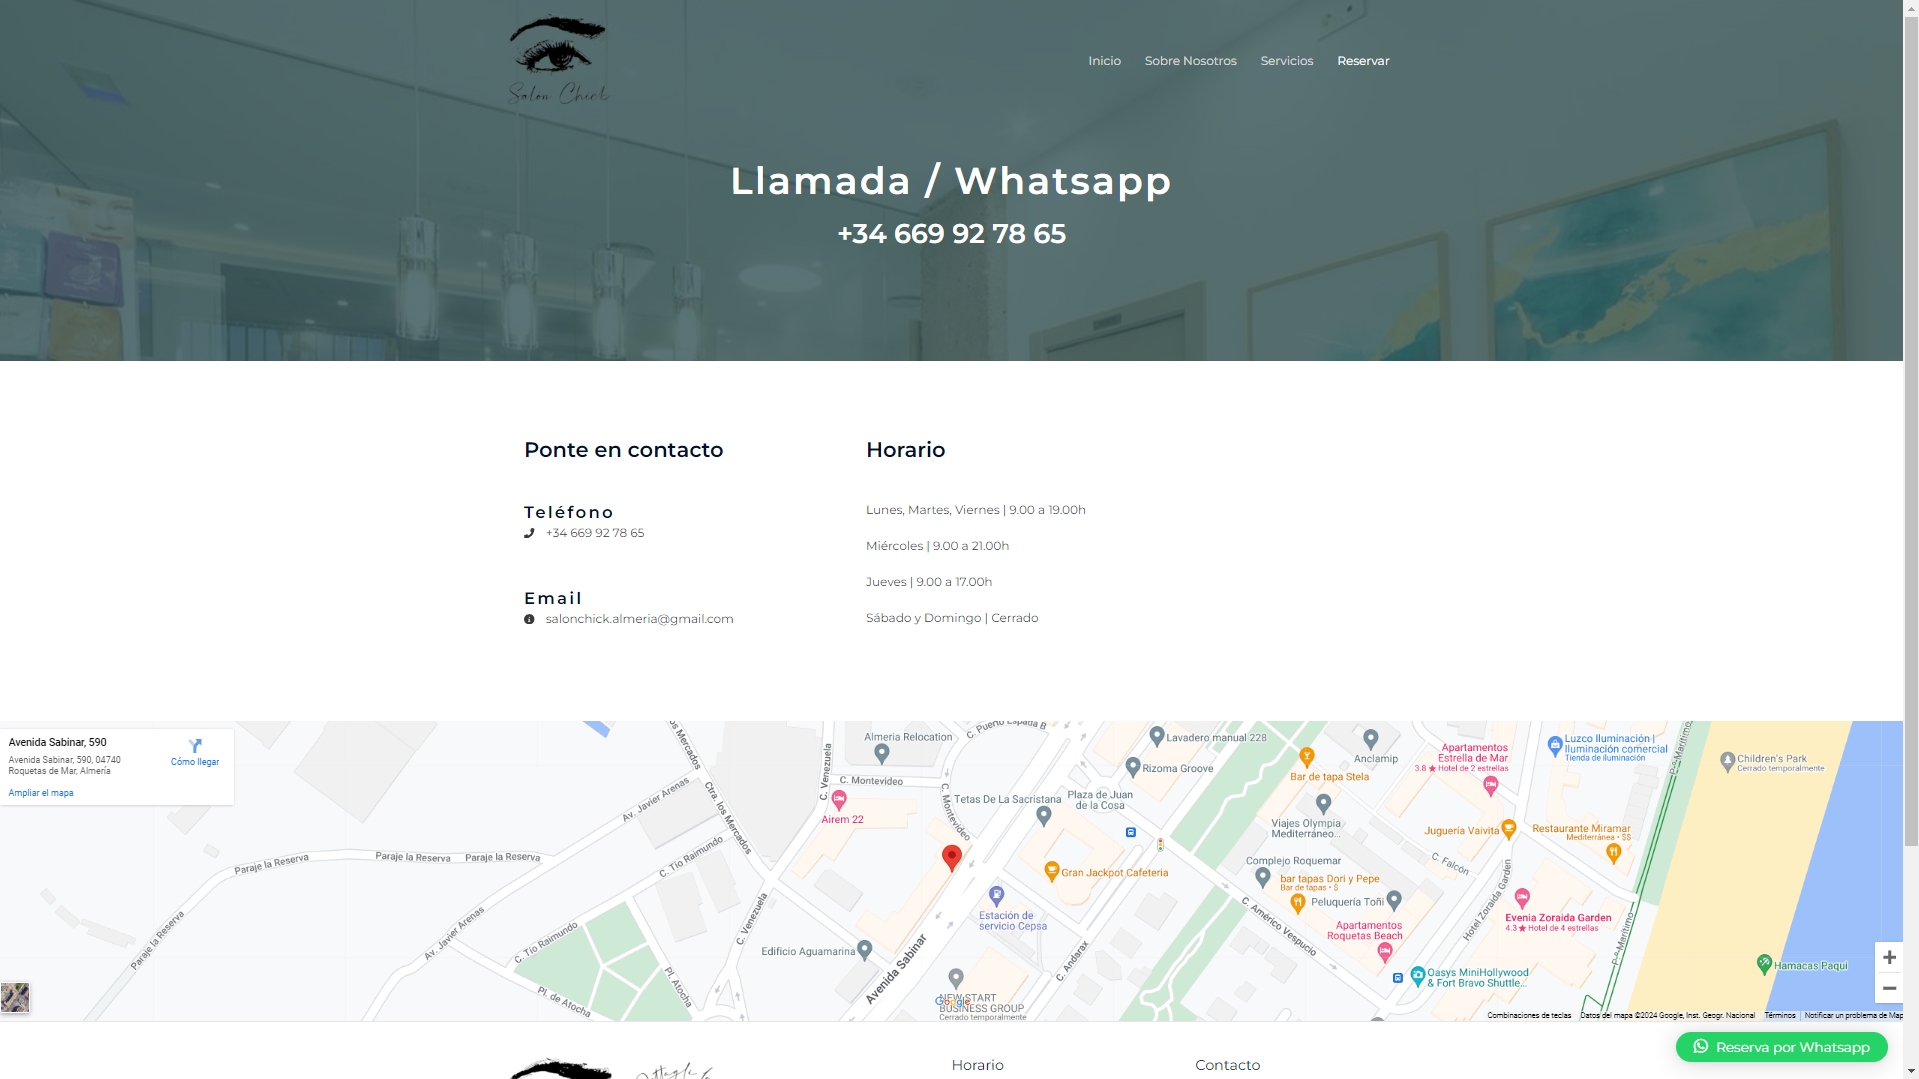 Salon Chick
Inicio
Sobre Nosotros
Servicios
Reservar
Llamada / Whatsapp
+34 669 92 78 65
Ponte en contacto
Teléfono
+34 669 92 78 65
Email
salonchick.almeria@gmail.com
Horario
Lunes, Martes, Viernes | 9.00 a 19.00h
Miércoles | 9.00 a 21.00h
Jueves | 9.00 a 17.00h
Sábado y Domingo | Cerrado
Avenida Sabinar, 590
Avenida Sabinar, 590, 04740
Roquetas de Mar, Almería
Cómo llegar
Ampliar el mapa
Paraje la Reserva
Paraje la Reserva
Paraje la Reserva
Paraje la Reserva
Av. Javier Arenas
Av. Javier Arenas
Ctra. los Mercados
los Mercados
C. Tío Raimundo
C. Tío Raimundo
Pl. de Atocha
Pl. Atocha
C. Venezuela
C. Venezuela
C. Montevideo
C. Montevideo
C. Puerto Espada B
Almeria Relocation
Airem 22
Edificio Aguamarina
Avenida Sabinar
Tetas De La Sacristana
Plaza de Juan
de la Cosa
Lavadero manual 228
Rizoma Groove
Gran Jackpot Cafeteria
Estación de
servicio Cepsa
NEW START
BUSINESS GROUP
Cerrado temporalmente
Google
C. Andarax
C. Américo Vespucio
Bar de tapa Stela
Anclamip
Viajes Olympia
Mediterráneo...
Complejo Roquemar
bar tapas Dori y Pepe
Bar de tapas • $
Peluquería Toñi
Apartamentos
Roquetas Beach
Apartamentos
Estrella de Mar
3.8 ★ Hotel de 2 estrellas
Juguería Vaivita
C. Falcón
Hotel Zoraida Garden
Luzco Iluminación |
Iluminación comercial
Tienda de iluminación
Restaurante Miramar
Mediterránea • $$
Evenia Zoraida Garden
4.3 ★ Hotel de 4 estrellas
Oasys MiniHollywood
& Fort Bravo Shuttle...
P.º Marítimo
P.º Marítimo
Children's Park
Cerrado temporalmente
Hamacas Paqui
Combinaciones de teclas
Datos del mapa ©2024 Google, Inst. Geogr. Nacional
Términos
Notificar un problema de Map
Reserva por Whatsapp
Horario
Contacto